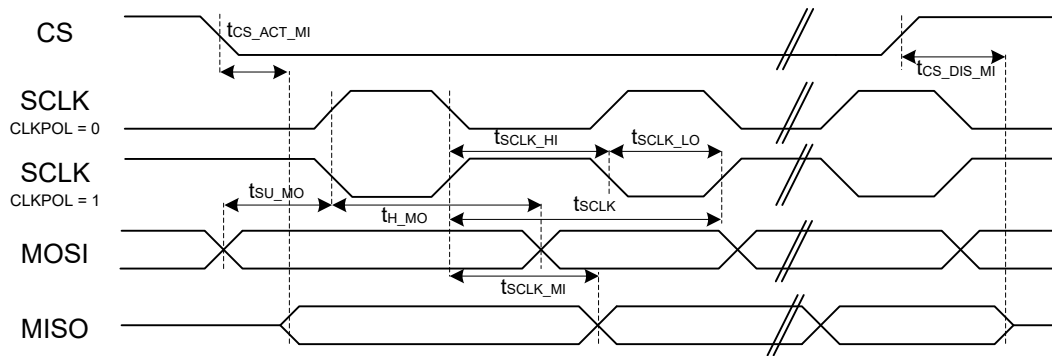 CS
tCS_ACT_MI
tCS_DIS_MI
SCLK
CLKPOL = 0
tSCLK_HI
tSCLK_LO
SCLK
CLKPOL = 1
tSU_MO
tH_MO
tSCLK
MOSI
tSCLK_MI
MISO